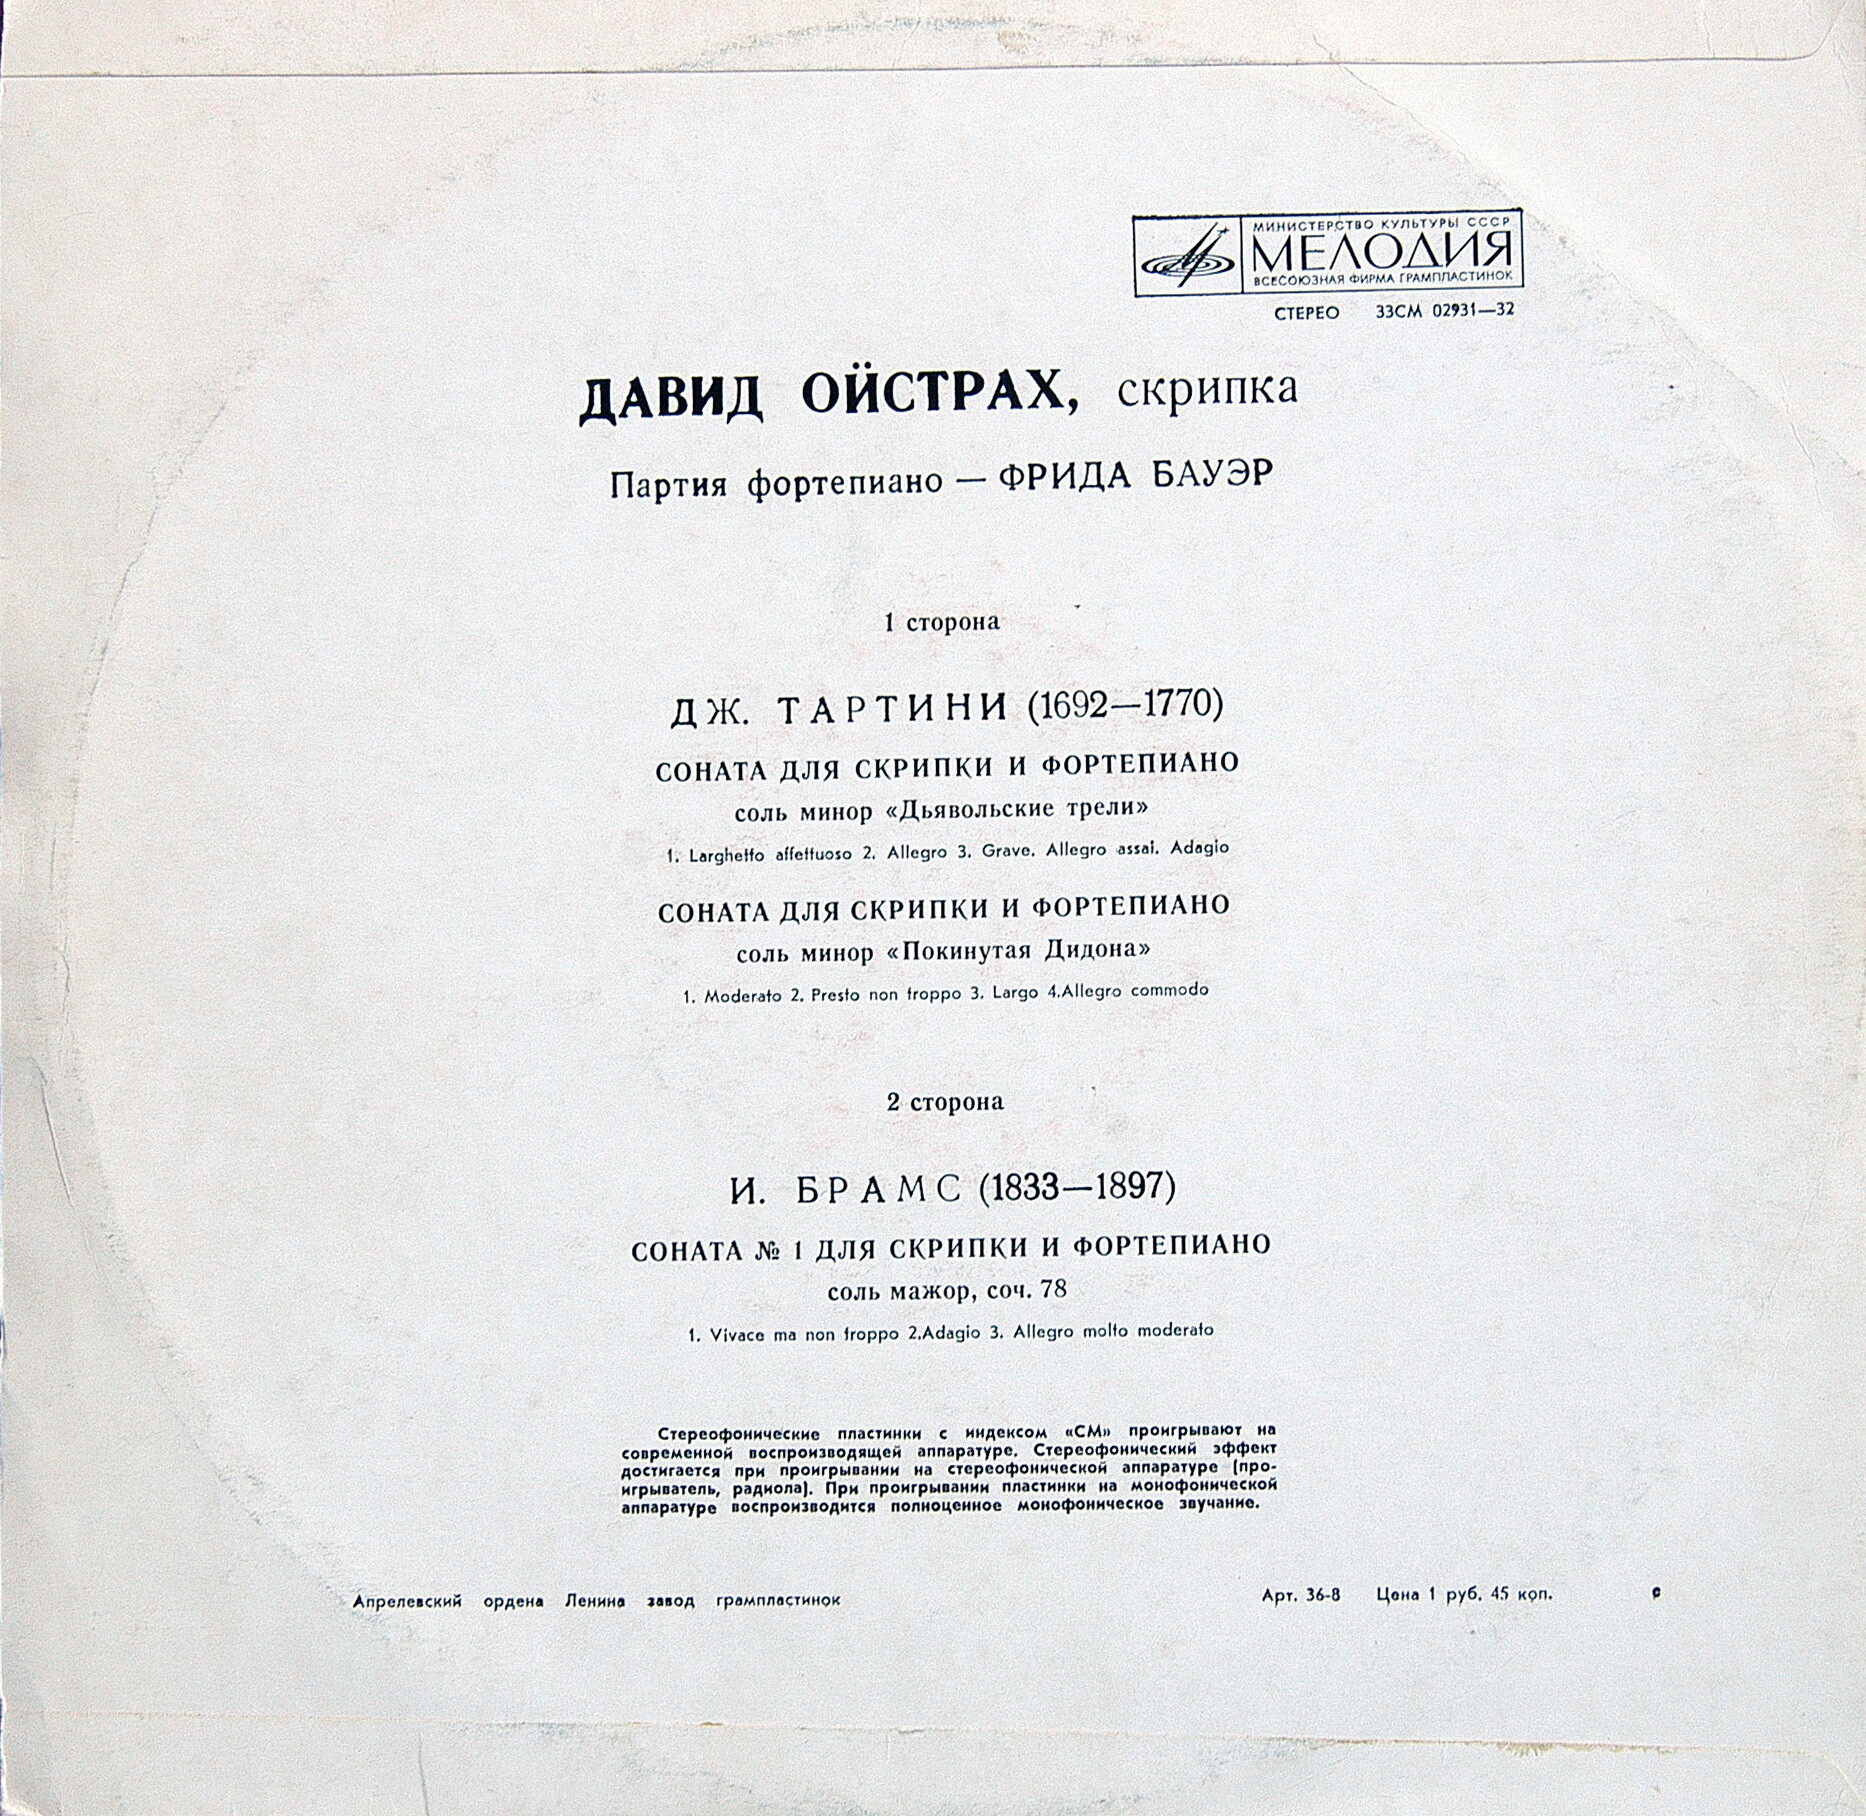 МИНИСТЕРСТВО КУЛЬТУРЫ СССР
МЕЛОДИЯ
ВСЕСОЮЗНАЯ ФИРМА ГРАМПЛАСТИНОК
СТЕРЕО 33СМ 02931—32
ДАВИД ОЙСТРАХ, скрипка
Партия фортепиано — ФРИДА БАУЭР
1 сторона
ДЖ. ТАРТИНИ (1692—1770)
СОНАТА ДЛЯ СКРИПКИ И ФОРТЕПИАНО
соль минор «Дьявольские трели»
1. Larghetto affettuoso 2. Allegro 3. Grave. Allegro assai. Adagio
СОНАТА ДЛЯ СКРИПКИ И ФОРТЕПИАНО
соль минор «Покинутая Дидона»
1. Moderato 2. Presto non troppo 3. Largo 4.Allegro commodo
2 сторона
И. БРАМС (1833—1897)
СОНАТА № 1 ДЛЯ СКРИПКИ И ФОРТЕПИАНО
соль мажор, соч. 78
1. Vivace ma non troppo 2.Adagio 3. Allegro molto moderato
Стереофонические пластинки с индексом «СМ» проигрывают на
современной воспроизводящей аппаратуре. Стереофонический эффект
достигается при проигрывании на стереофонической аппаратуре (про-
игрыватель, радиола). При проигрывании пластинки на монофонической
аппаратуре воспроизводится полноценное монофоническое звучание.
Апрелевский ордена Ленина завод грампластинок
Арт. 36-8 Цена 1 руб. 45 коп. С